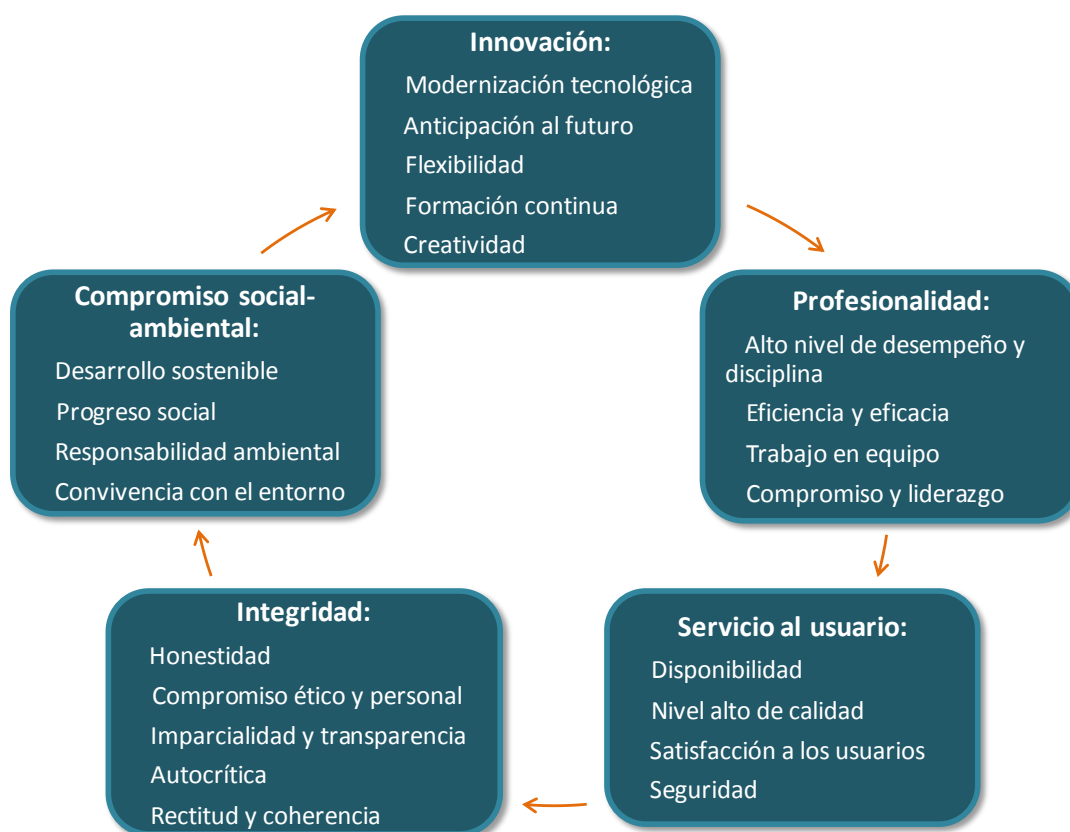 Innovación:
Modernización tecnológica
Anticipación al futuro
Flexibilidad
Formación continua
Creatividad
Profesionalidad:
Alto nivel de desempeño y
disciplina
Eficiencia y eficacia
Trabajo en equipo
Compromiso y liderazgo
Servicio al usuario:
Disponibilidad
Nivel alto de calidad
Satisfacción a los usuarios
Seguridad
Integridad:
Honestidad
Compromiso ético y personal
Imparcialidad y transparencia
Autocrítica
Rectitud y coherencia
Compromiso social-
ambiental:
Desarrollo sostenible
Progreso social
Responsabilidad ambiental
Convivencia con el entorno